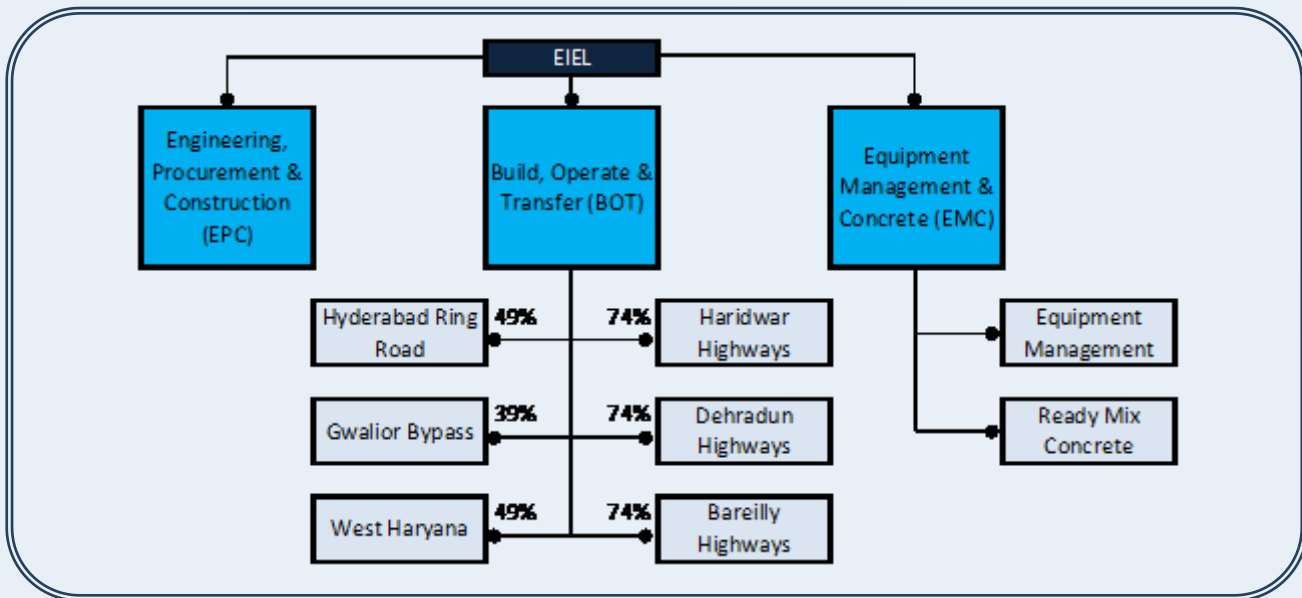 EIEL
Engineering,
Procurement &
Construction
(EPC)
Build, Operate &
Transfer (BOT)
Equipment
Management &
Concrete (EMC)
Hyderabad Ring
Road
49%
74%
Haridwar
Highways
Gwalior Bypass
39%
74%
Dehradun
Highways
West Haryana
49%
74%
Bareilly
Highways
Equipment
Management
Ready Mix
Concrete